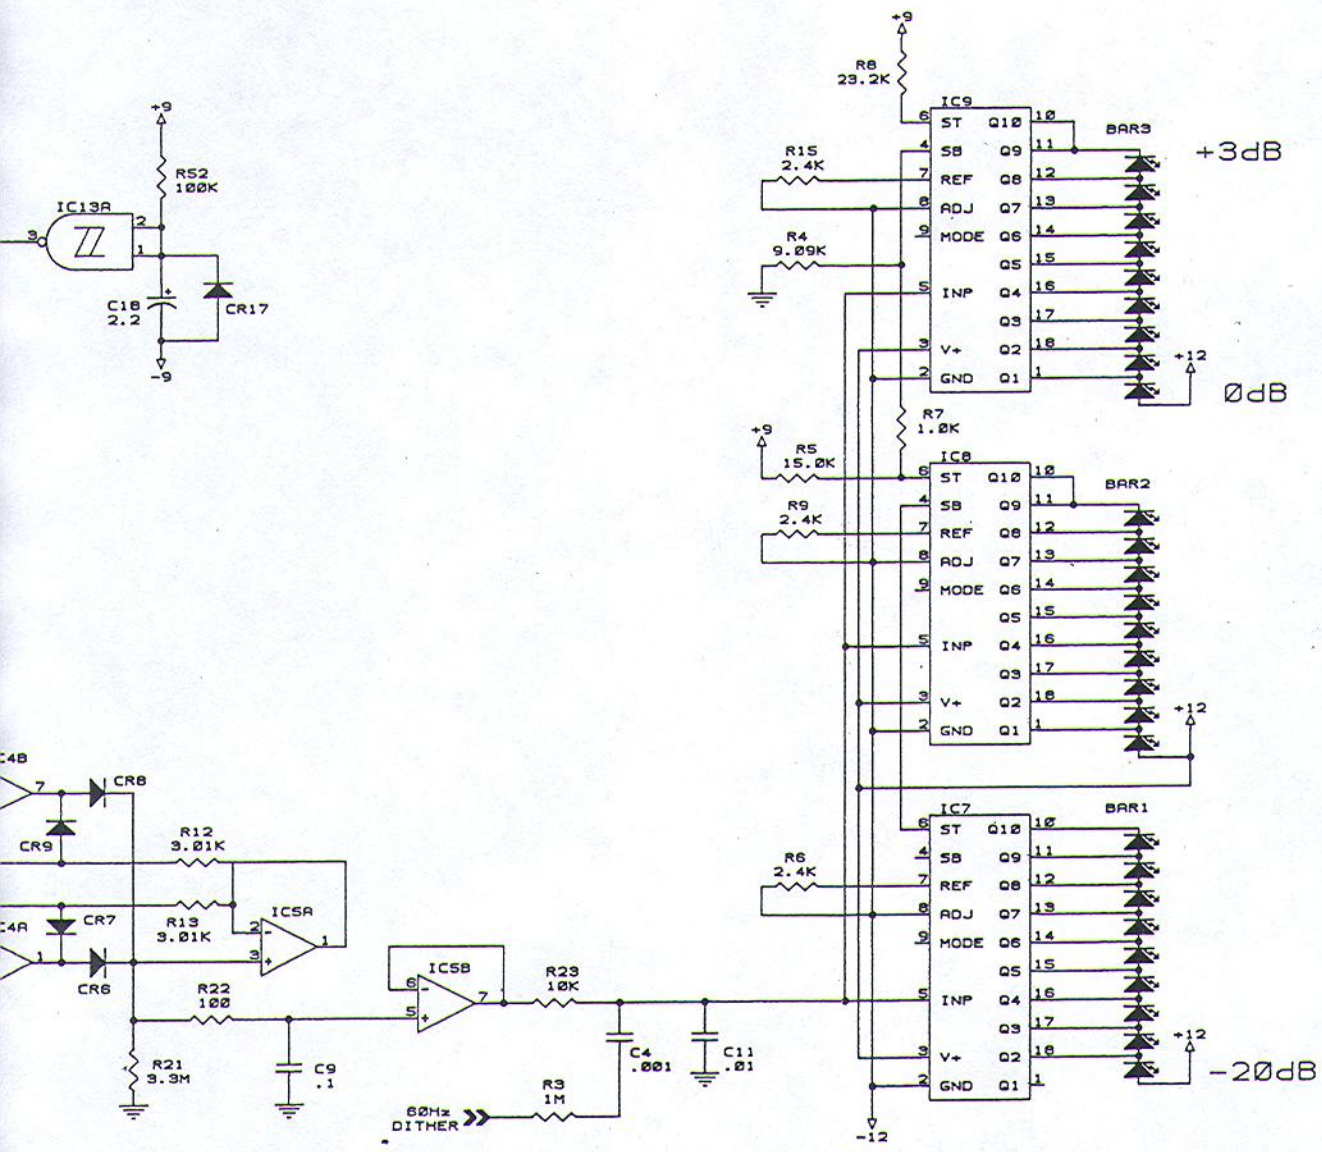 +9
R8
23.2K
IC9
6 ST Q10 10
4 SB Q9 11
7 REF Q8 12
8 ADJ Q7 13
9 MODE Q6 14
Q5 15
5 INP Q4 16
Q3 17
3 V+ Q2 18
2 GND Q1 1
BAR3
+3dB
R15
2.4K
R4
9.09K
+12
0dB
+9
R52
100K
IC13A
3
2
1
C18
2.2
+
CR17
-9
R7
1.0K
+9
R5
15.0K
IC8
6 ST Q10 10
4 SB Q9 11
7 REF Q8 12
8 ADJ Q7 13
9 MODE Q6 14
Q5 15
5 INP Q4 16
Q3 17
3 V+ Q2 18
2 GND Q1 1
BAR2
R9
2.4K
+12
IC7
6 ST Q10 10
4 SB Q9 11
7 REF Q8 12
8 ADJ Q7 13
9 MODE Q6 14
Q5 15
5 INP Q4 16
Q3 17
3 V+ Q2 18
2 GND Q1 1
BAR1
R6
2.4K
+12
-20dB
-12
C4B
7
CR8
CR9
R12
3.01K
CR7
R13
3.01K
IC5A
2 -
3 +
1
C4A
1
CR6
R22
100
IC5B
6 -
5 +
7
R23
10K
R21
3.3M
C9
.1
C4
.001
C11
.01
R3
1M
60Hz
DITHER